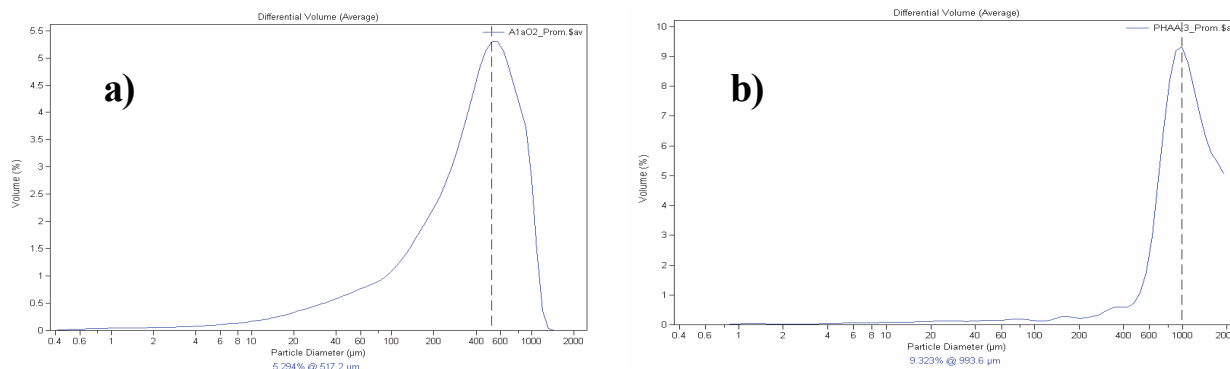 Differential Volume (Average)
A1aO2_Prom.$av
a)
5.5
5
4.5
4
3.5
3
2.5
2
1.5
1
0.5
0
Volume (%)
0.4 0.6 1 2 4 6 8 10 20 40 60 100 200 400 600 1000 2000
Particle Diameter (µm)
5.294% @ 517.2 µm
Differential Volume (Average)
PHAAJ3_Prom.$a
b)
10
9
8
7
6
5
4
3
2
1
0
Volume (%)
0.4 0.6 1 2 4 6 8 10 20 40 60 100 200 400 600 1000 200
Particle Diameter (µm)
9.323% @ 993.6 µm